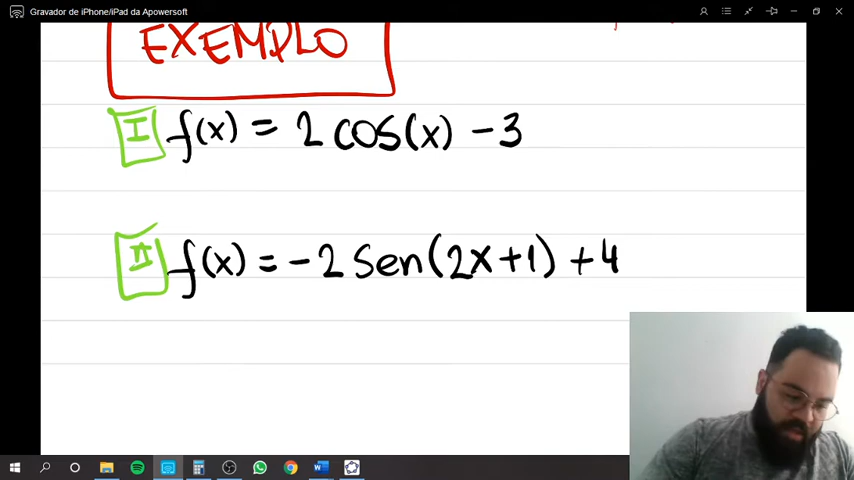 Gravador de iPhone/iPad da Apowersoft
EXEMPLO
I f(x) = 2 cos(x) - 3
II f(x) = -2 Sen(2x+1) + 4